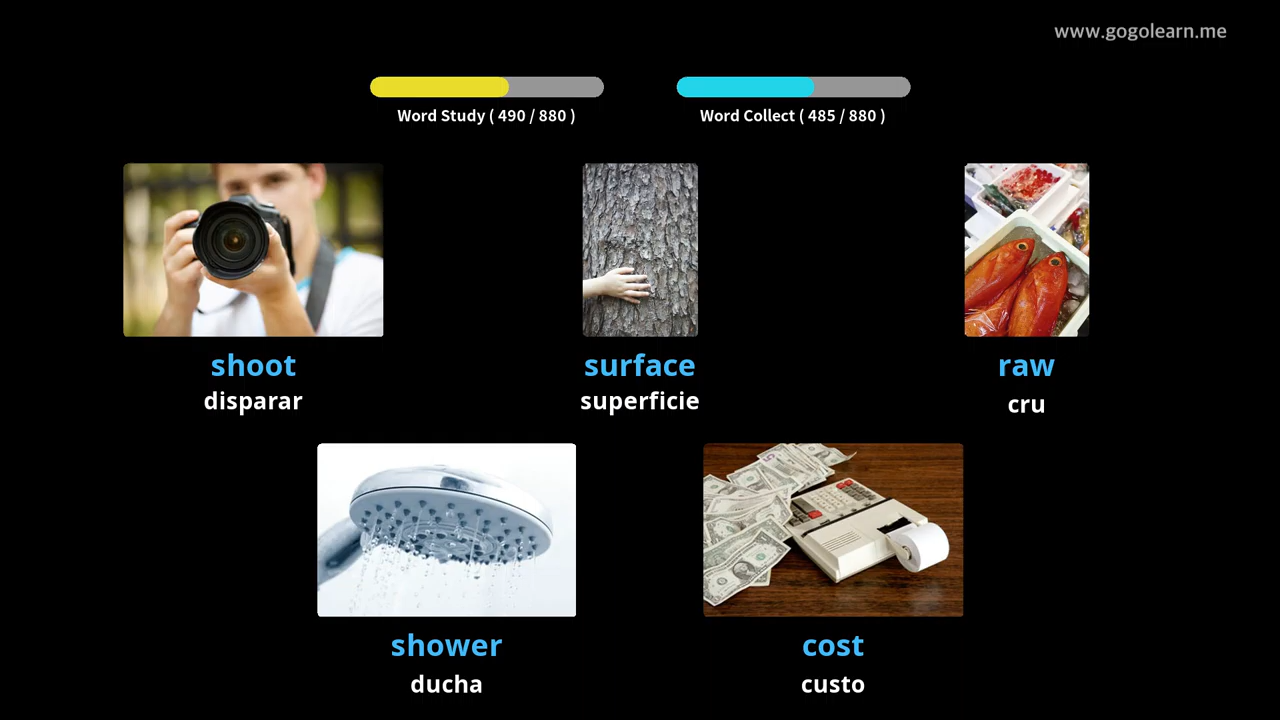 www.gogolearn.me
Word Study ( 490 / 880 )
Word Collect ( 485 / 880 )
shoot
disparar
surface
superficie
raw
cru
shower
ducha
cost
custo